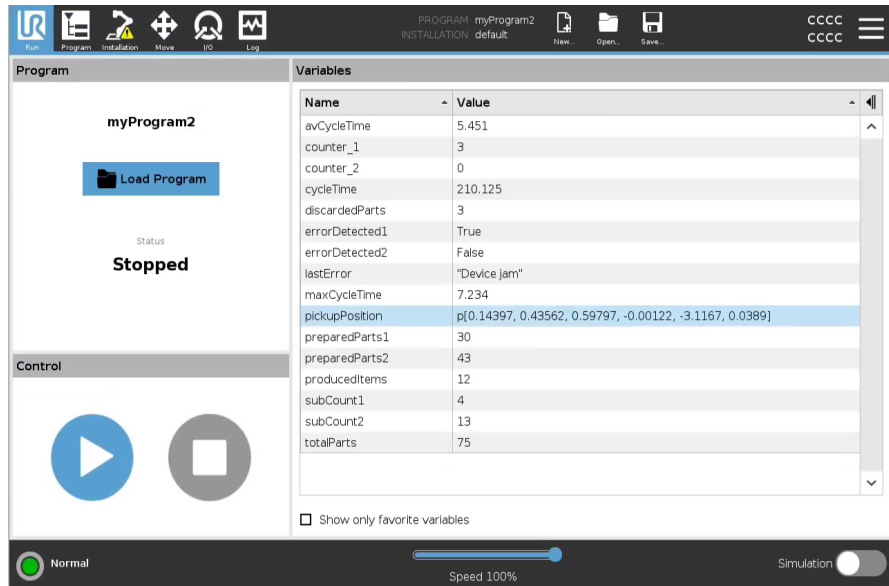 UR
PROGRAM myProgram2
INSTALLATION default
CCCC
CCCC
Run Program Installation Move I/O Log New... Open... Save...
Program
Variables
myProgram2
Load Program
Status
Stopped
Control
Name Value
avCycleTime 5.451
counter_1 3
counter_2 0
cycleTime 210.125
discardedParts 3
errorDetected1 True
errorDetected2 False
lastError "Device jam"
maxCycleTime 7.234
pickupPosition p[0.14397, 0.43562, 0.59797, -0.00122, -3.1167, 0.0389]
preparedParts1 30
preparedParts2 43
producedItems 12
subCount1 4
subCount2 13
totalParts 75
Show only favorite variables
Normal
Speed 100%
Simulation